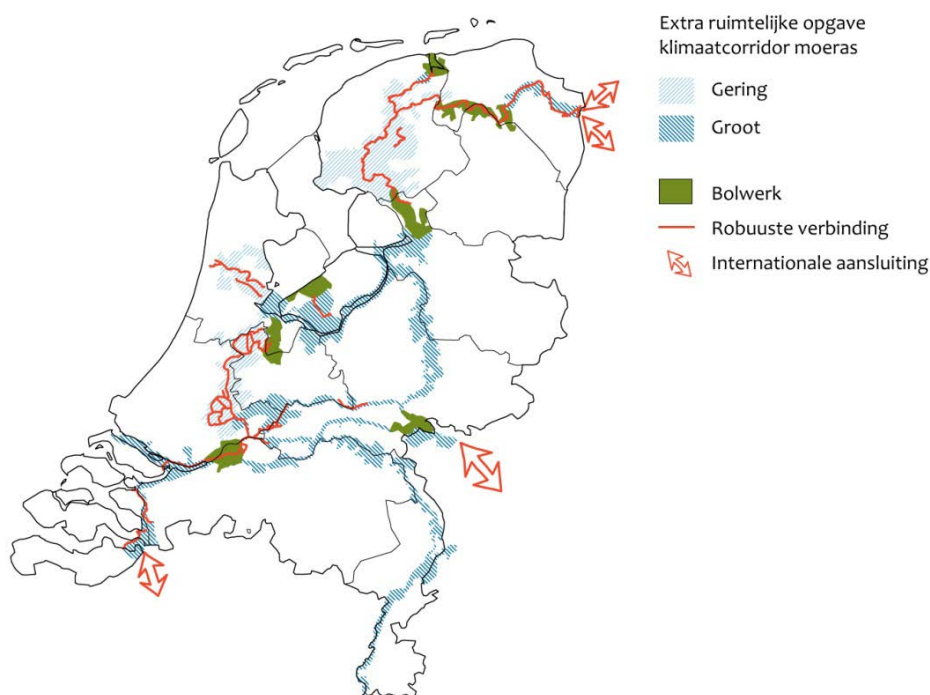 Extra ruimtelijke opgave
klimaatcorridor moeras
Gering
Groot
Bolwerk
Robuuste verbinding
Internationale aansluiting